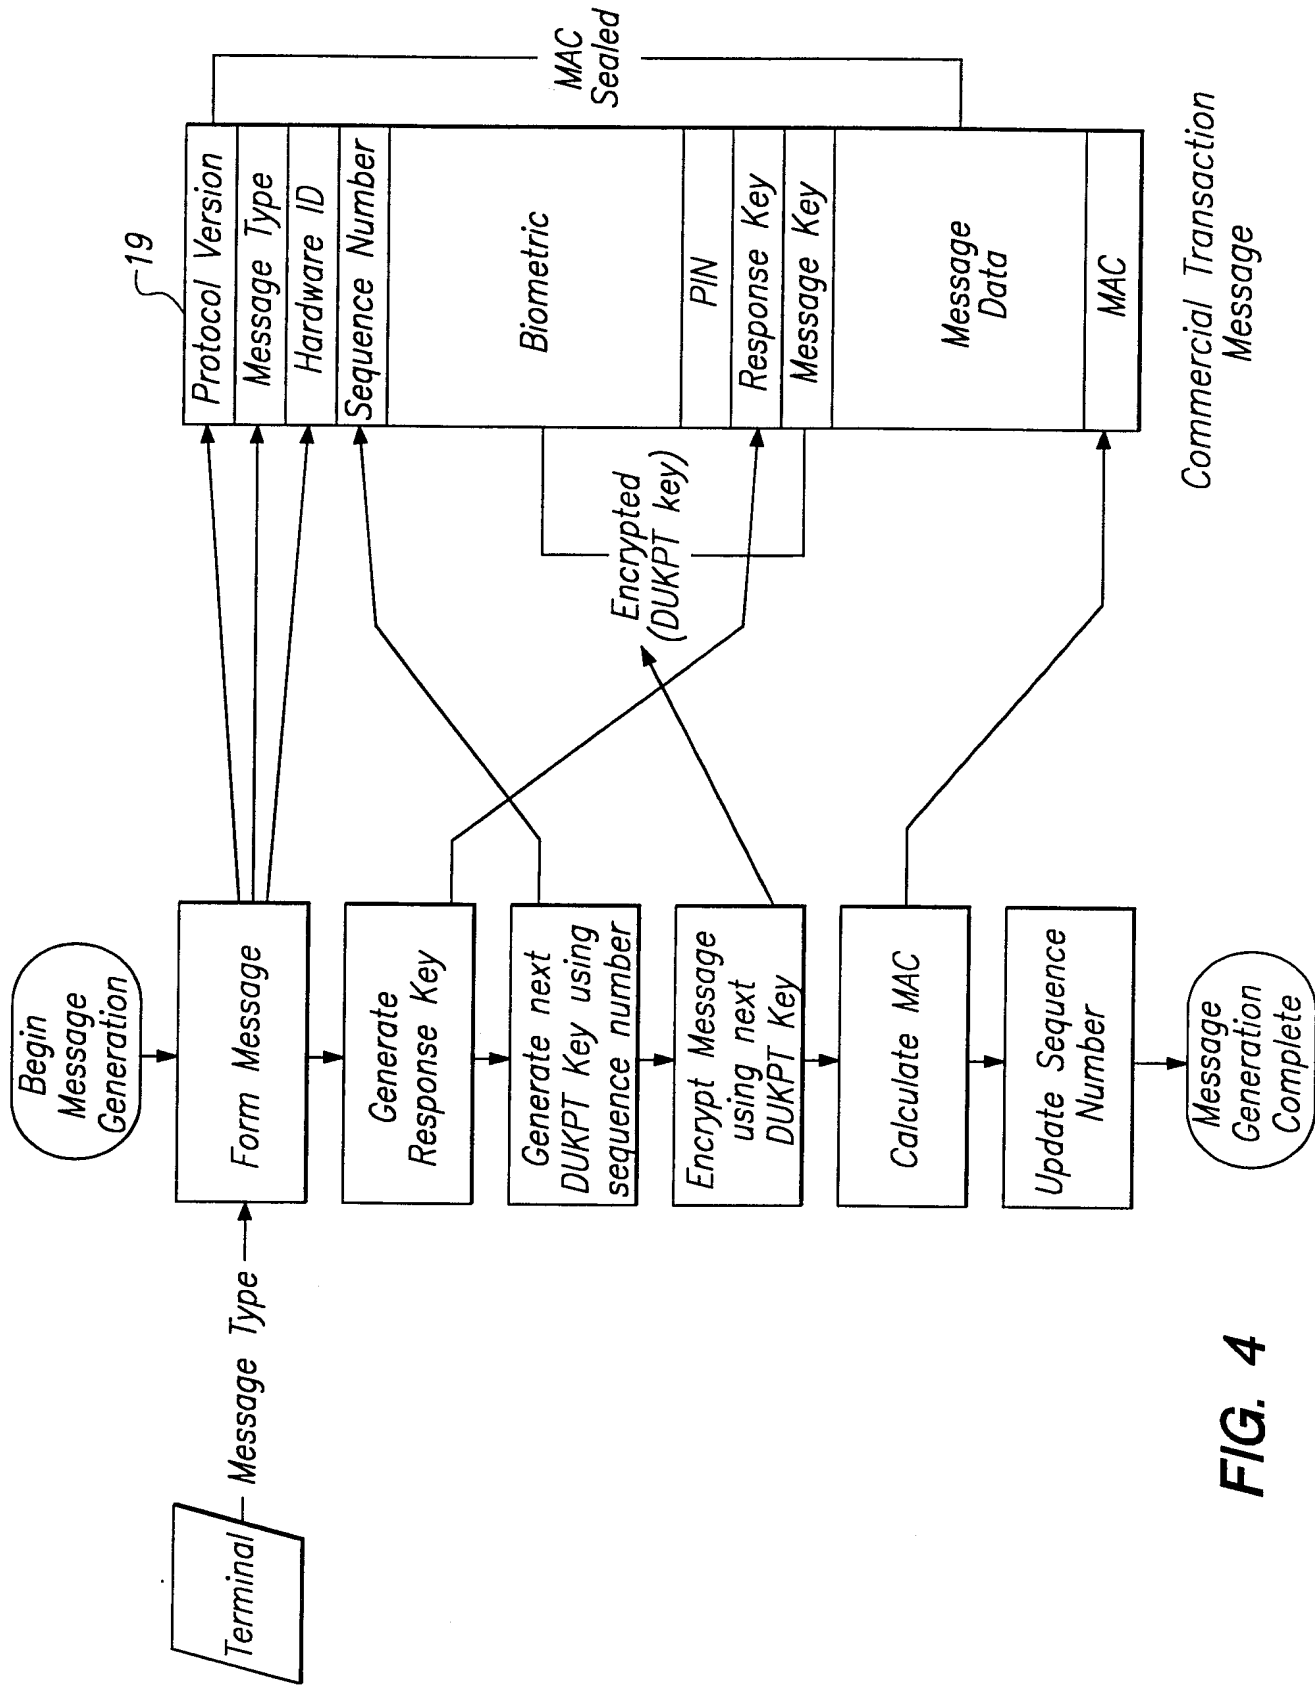 Terminal
Message Type
Begin
Message
Generation
Form Message
Generate
Response Key
Generate next
DUKPT Key using
sequence number
Encrypt Message
using next
DUKPT Key
Calculate MAC
Update Sequence
Number
Message
Generation
Complete
Encrypted
(DUKPT key)
19
Protocol Version
Message Type
Hardware ID
Sequence Number
Biometric
PIN
Response Key
Message Key
Message
Data
MAC
MAC
Sealed
Commercial Transaction
Message
FIG. 4